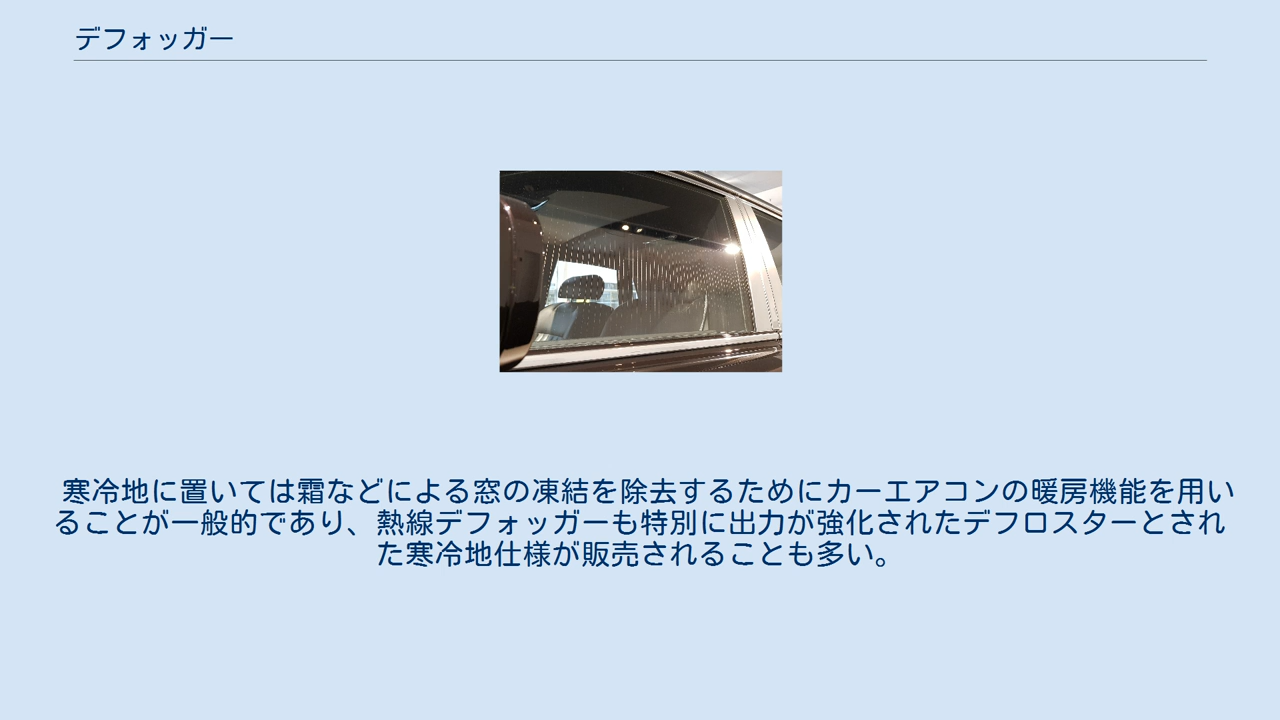 デフォッガー
寒冷地に置いては霜などによる窓の凍結を除去するためにカーエアコンの暖房機能を用い
ることが一般的であり、熱線デフォッガーも特別に出力が強化されたデフロスターとされ
た寒冷地仕様が販売されることも多い。